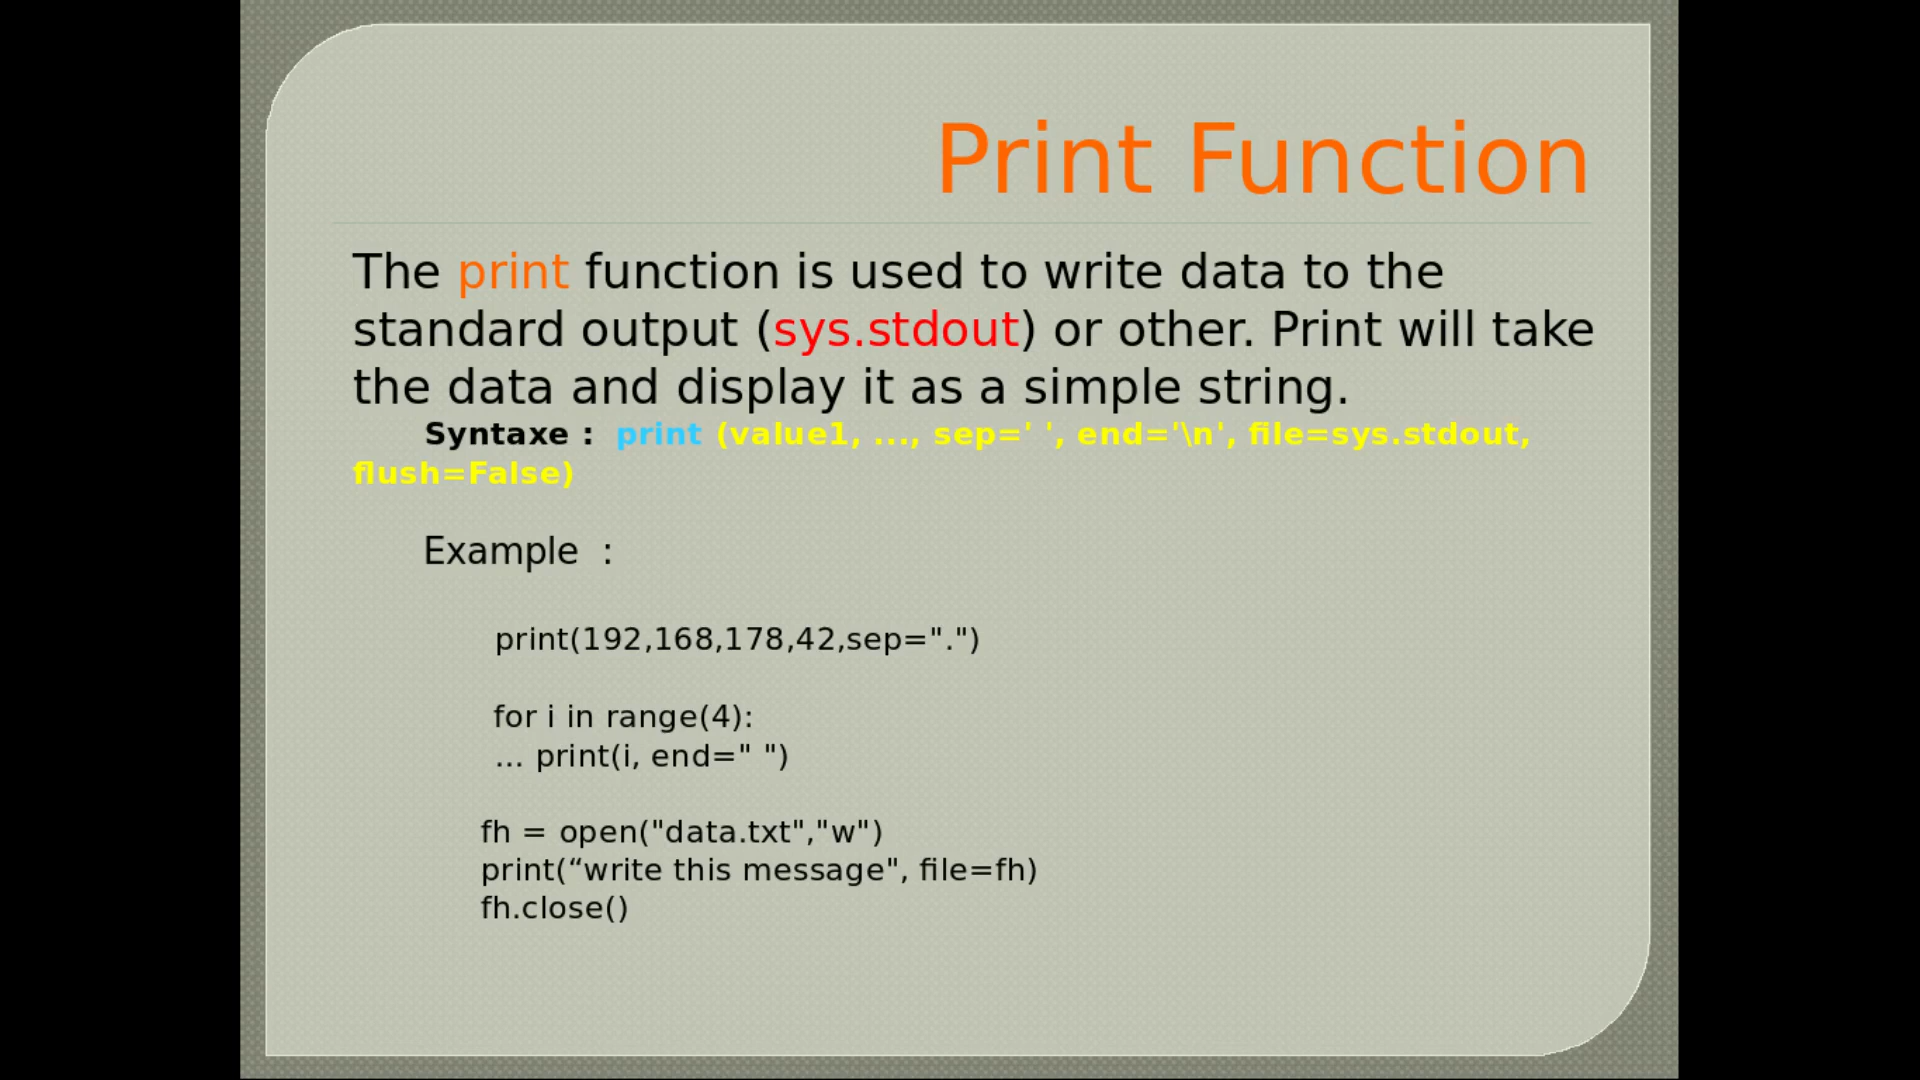 Print Function
The print function is used to write data to the
standard output (sys.stdout) or other. Print will take
the data and display it as a simple string.
Syntaxe :  print (value1, ..., sep=' ', end='\n', file=sys.stdout,
flush=False)
Example  :
print(192,168,178,42,sep=".")
for i in range(4):
... print(i, end=" ")
fh = open("data.txt","w")
print(“write this message", file=fh)
fh.close()